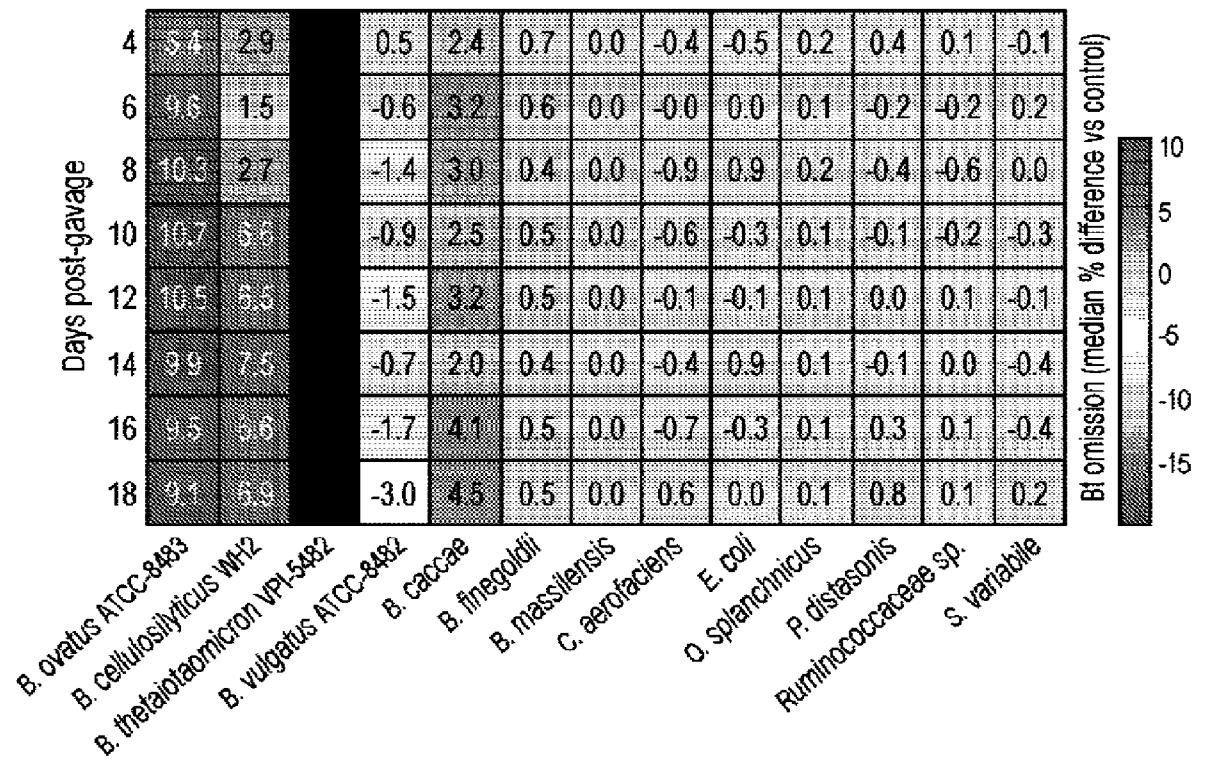 4 5.4 2.9 0.5 2.4 0.7 0.0 -0.4 -0.5 0.2 0.4 0.1 -0.1
6 9.6 1.5 -0.6 3.2 0.6 0.0 -0.0 0.0 0.1 -0.2 -0.2 0.2
8 10.3 2.7 -1.4 3.0 0.4 0.0 -0.9 0.9 0.2 -0.4 -0.6 0.0
10 10.7 -0.9 2.5 0.5 0.0 -0.6 -0.3 0.1 -0.1 -0.2 -0.3
12 10.5 6.5 -1.5 3.2 0.5 0.0 -0.1 -0.1 0.1 0.0 0.1 -0.1
14 9.9 7.5 -0.7 2.0 0.4 0.0 -0.4 0.9 0.1 -0.1 0.0 -0.4
16 9.5 -1.7 4.1 0.5 0.0 -0.7 -0.3 0.1 0.3 0.1 -0.4
18 9.1 6.9 -3.0 4.5 0.5 0.0 0.6 0.0 0.1 0.8 0.1 0.2
Days post-gavage
B. ovatus ATCC-8483
B. cellulosilyticus WH2
B. thetaiotaomicron VPI-5482
B. vulgatus ATCC-8482
B. caccae
B. finegoldii
B. massilensis
C. aerofaciens
E. coli
O. splanchnicus
P. distasonis
Ruminococcaceae sp.
S. variabile
Bt omission (median % difference vs control)
10
5
0
-5
-10
-15